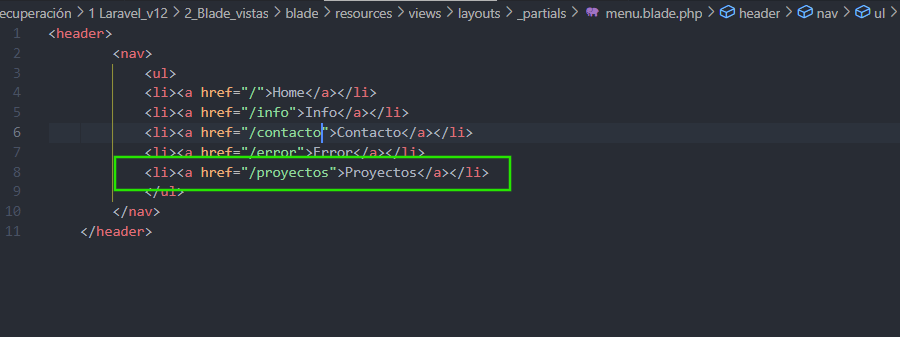 ecuperación > 1 Laravel_v12 > 2_Blade_vistas > blade > resources > views > layouts > _partials > menu.blade.php > header > nav > ul >
1 <header>
2 <nav>
3 <ul>
4 <li><a href="/">Home</a></li>
5 <li><a href="/info">Info</a></li>
6 <li><a href="/contacto">Contacto</a></li>
7 <li><a href="/error">Error</a></li>
8 <li><a href="/proyectos">Proyectos</a></li>
9 </ul>
10 </nav>
11 </header>